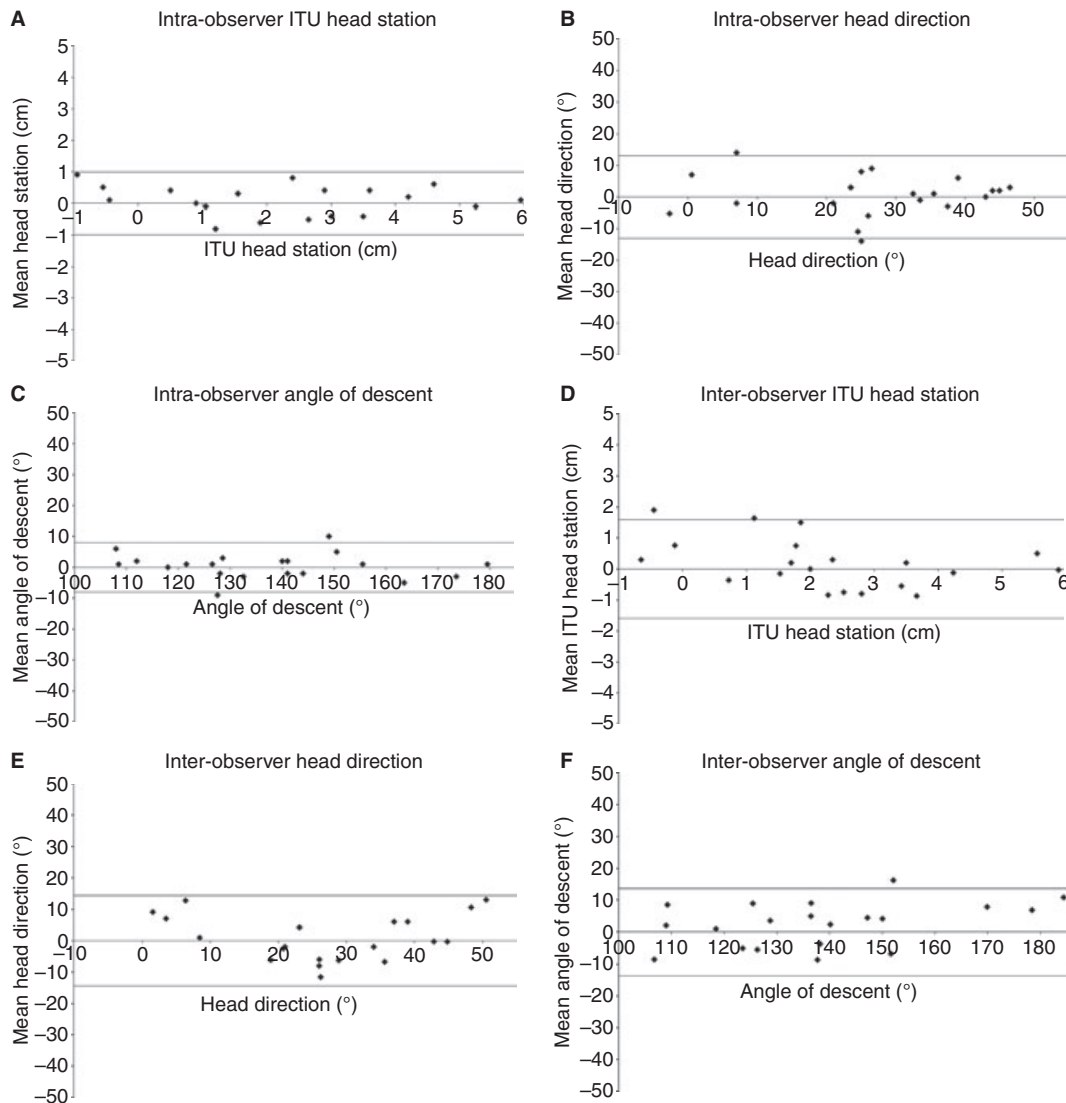 A Intra-observer ITU head station
Mean head station (cm)
5
4
3
2
1
0
–1
–2
–3
–4
–5
–1 0 1 2 3 4 5 6
ITU head station (cm)
B Intra-observer head direction
Mean head direction (°)
50
40
30
20
10
0
–10
–20
–30
–40
–50
–10 0 10 20 30 40 50
Head direction (°)
C Intra-observer angle of descent
Mean angle of descent (°)
50
40
30
20
10
0
–10
–20
–30
–40
–50
100 110 120 130 140 150 160 170 180
Angle of descent (°)
D Inter-observer ITU head station
Mean ITU head station (cm)
5
4
3
2
1
0
–1
–2
–3
–4
–5
–1 0 1 2 3 4 5 6
ITU head station (cm)
E Inter-observer head direction
Mean head direction (°)
50
40
30
20
10
0
–10
–20
–30
–40
–50
–10 0 10 20 30 40 50
Head direction (°)
F Inter-observer angle of descent
Mean angle of descent (°)
50
40
30
20
10
0
–10
–20
–30
–40
–50
100 110 120 130 140 150 160 170 180
Angle of descent (°)